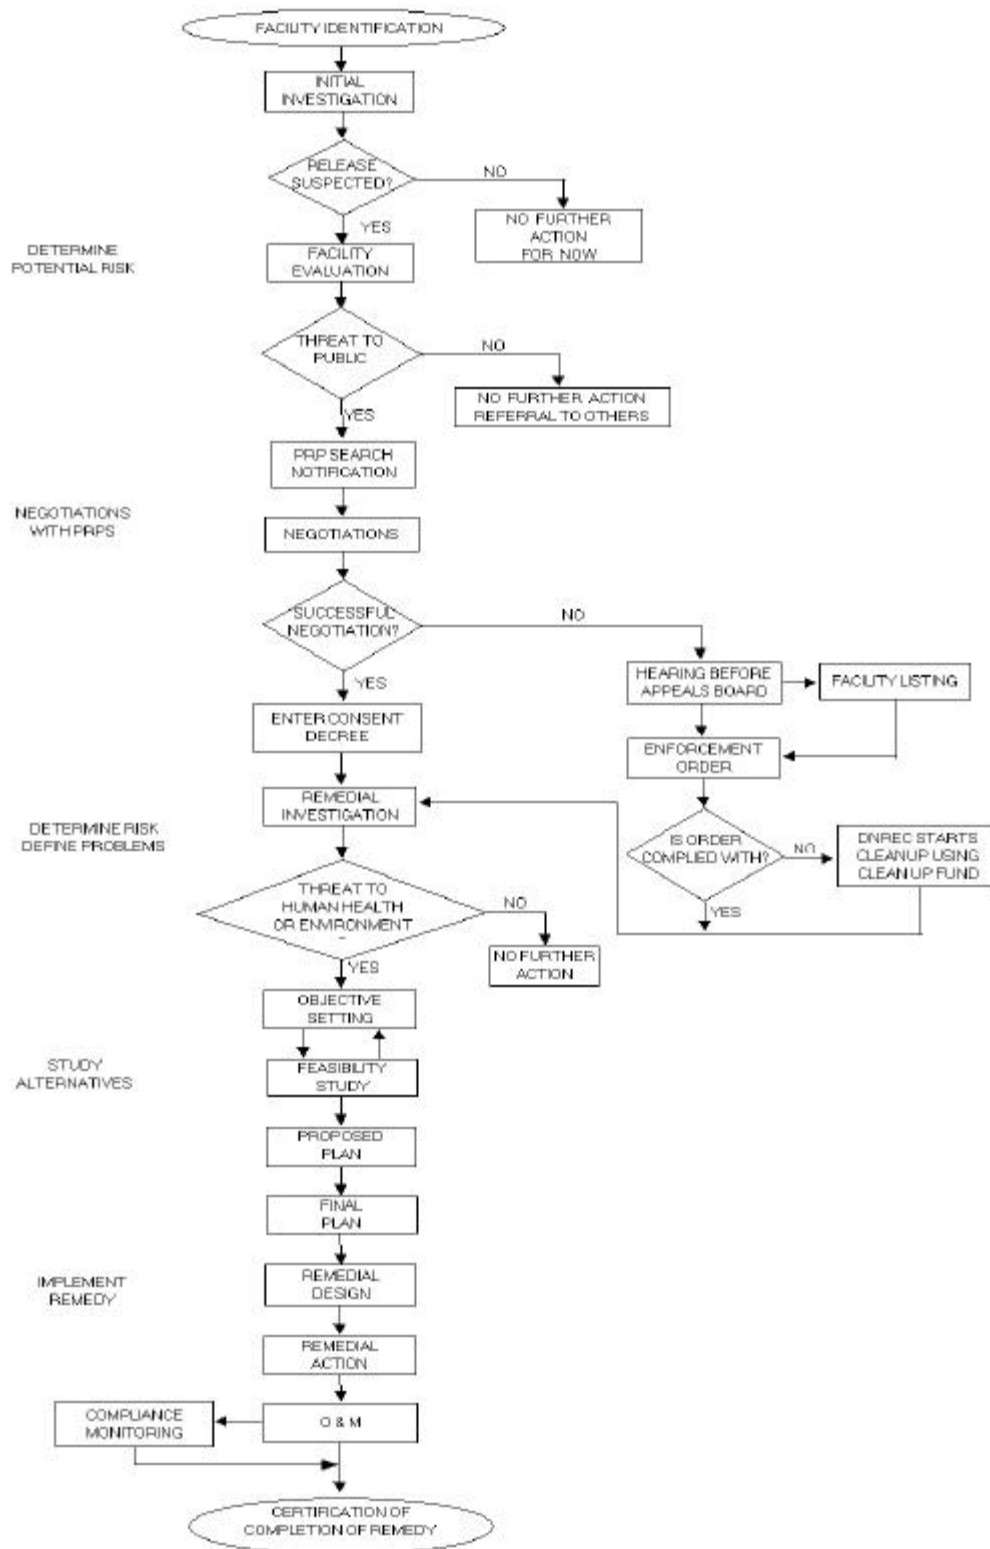 FACILITY IDENTIFICATION
INITIAL
INVESTIGATION
RELEASE
SUSPECTED?
NO
NO FURTHER
ACTION
FOR NOW
YES
DETERMINE
POTENTIAL RISK
FACILITY
EVALUATION
THREAT TO
PUBLIC
NO
NO FURTHER ACTION
REFERRAL TO OTHERS
YES
PRP SEARCH
NOTIFICATION
NEGOTIATIONS
WITH PRPS
NEGOTIATIONS
SUCCESSFUL
NEGOTIATION?
NO
YES
HEARING BEFORE
APPEALS BOARD
FACILITY LISTING
ENTER CONSENT
DECREE
ENFORCEMENT
ORDER
REMEDIAL
INVESTIGATION
DETERMINE RISK
DEFINE PROBLEMS
IS ORDER
COMPLIED WITH?
NO
DNREC STARTS
CLEANUP USING
CLEAN UP FUND
YES
THREAT TO
HUMAN HEALTH
OR ENVIRONMENT
NO
NO FURTHER
ACTION
YES
OBJECTIVE
SETTING
STUDY
ALTERNATIVES
FEASIBILITY
STUDY
PROPOSED
PLAN
FINAL
PLAN
IMPLEMENT
REMEDY
REMEDIAL
DESIGN
REMEDIAL
ACTION
COMPLIANCE
MONITORING
O & M
CERTIFICATION OF
COMPLETION OF REMEDY